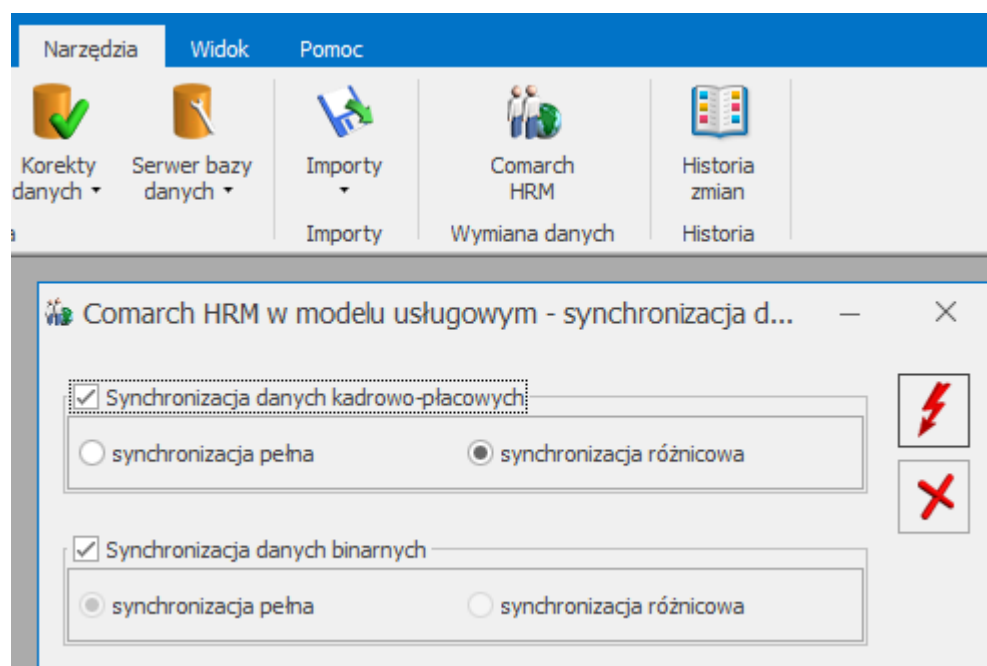 Narzędzia Widok Pomoc
Korekty Serwer bazy Importy Comarch Historia
danych danych HRM zmian
a Importy Wymiana danych Historia
Comarch HRM w modelu usługowym - synchronizacja d...
Synchronizacja danych kadrowo-płacowych
synchronizacja pełna synchronizacja różnicowa
Synchronizacja danych binarnych
synchronizacja pełna synchronizacja różnicowa